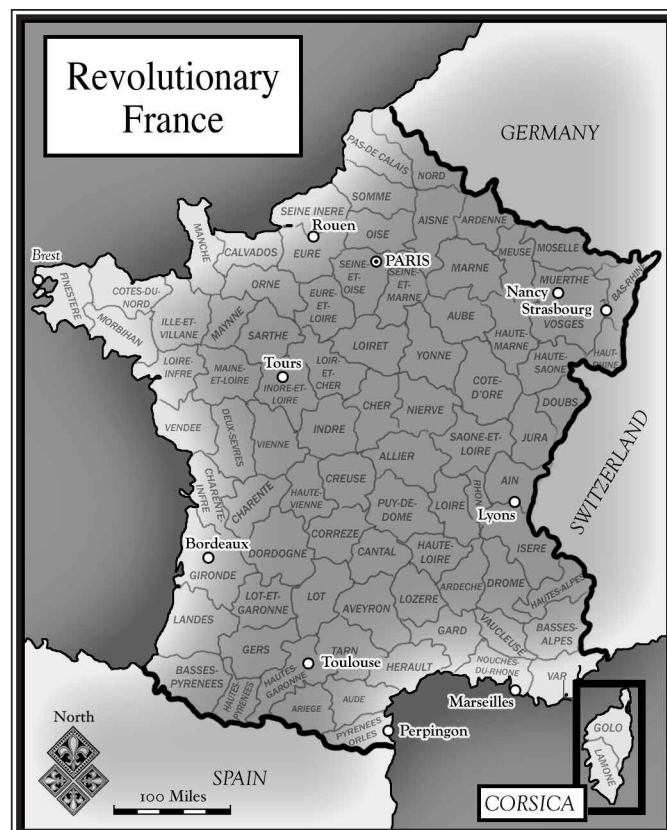 Revolutionary
France
GERMANY
PAS-DE CALAIS
NORD
SOMME
SEINE INERE
Rouen
OISE
AISNE
ARDENNE
MANCHE
CALVADOS
EURE
PARIS
MEUSE
MOSELLE
BAS-RHINE
Brest
FINESTERE
COTES-DU-
NORD
ORNE
SEINE-
ET-
OISE
SEINE-
ET-
MARNE
MARNE
MUERTHE
Nancy
Strasbourg
MORBIHAN
ILLE-ET-
VILLANE
MAYNNE
EURE-
ET-
LOIRE
AUBE
VOSGES
SARTHE
HAUTE-
MARNE
LOIRE-
INFRE
MAINE-
ET-LOIRE
Tours
INDRE-ET-
LOIRE
LOIR-
ET-
CHER
LOIRET
YONNE
HAUTE-
SAONE
HAUT-
RHINE
COTE-
D'ORE
DOUBS
VENDEE
DEUX-SEVRES
VIENNE
INDRE
CHER
NIERVE
SAONE-ET-
LOIRE
JURA
SWITZERLAND
ALLIER
CHARENTE-
INFRE
CHARENTE
HAUTE-
VIENNE
CREUSE
PUY-DE-
DOME
LOIRE
RHONE
AIN
Lyons
Bordeaux
GIRONDE
DORDOGNE
CORREZE
CANTAL
HAUTE-
LOIRE
ISERE
LOT-ET-
GARONNE
LOT
AVEYRON
LOZERE
ARDECHE
DROME
HAUTES-ALPES
LANDES
GERS
TARN
GARD
VAUCLEUSE
BASSES-
ALPES
BASSES-
PYRENEES
HAUTES-
PYRENEES
HAUTES-
GARONNE
Toulouse
HERAULT
NOUCHES-
DU-RHONE
VAR
Marseilles
ARIEGE
AUDE
PYRENEES
ORLES
Perpingon
North
SPAIN
100 Miles
GOLO
LAMONE
CORSICA